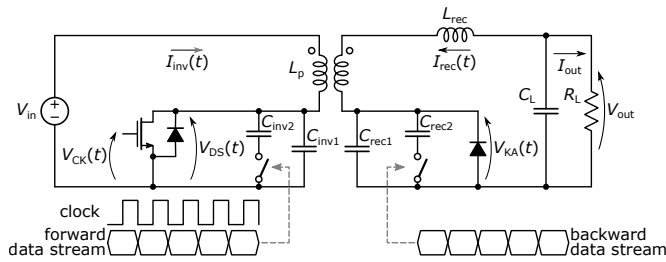 L_rec
I_inv(t)
L_p
I_rec(t)
I_out
V_in
C_L
R_L
V_out
C_inv2
C_inv1
C_rec1
C_rec2
V_CK(t)
V_DS(t)
V_KA(t)
clock
forward
data stream
backward
data stream